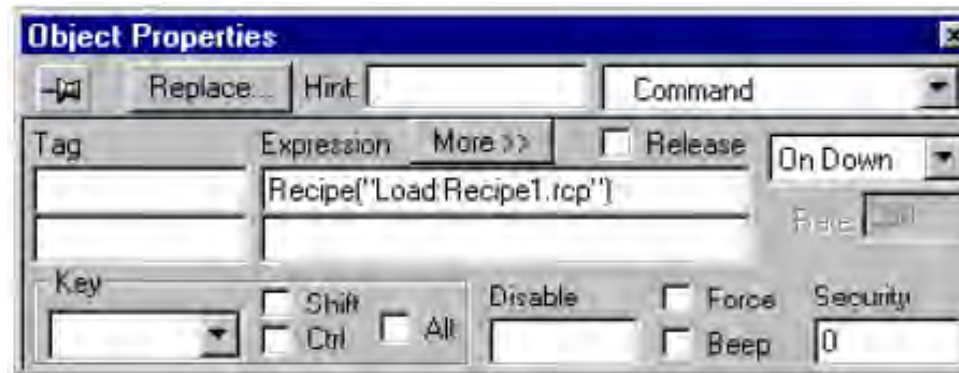 Object Properties
Replace... Hint: Command
Tag Expression More >> Release On Down
Recipe("Load:Recipe1.rcp")
Key Shift Ctrl Alt Disable Force Beep Security
0